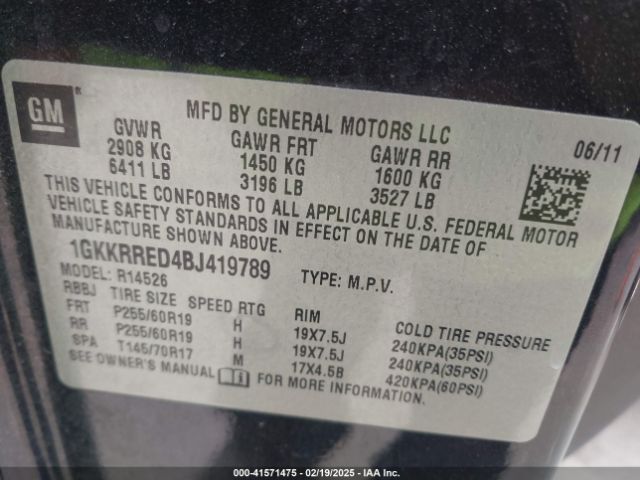 GM
MFD BY GENERAL MOTORS LLC
GVWR GAWR FRT GAWR RR 06/11
2908 KG 1450 KG 1600 KG
6411 LB 3196 LB 3527 LB
THIS VEHICLE CONFORMS TO ALL APPLICABLE U.S. FEDERAL MOTOR
VEHICLE SAFETY STANDARDS IN EFFECT ON THE DATE OF
MANUFACTURE SHOWN ABOVE.
1GKKRRED4BJ419789 TYPE: M.P.V.
MODEL: R14526
RBBJ TIRE SIZE SPEED RTG RIM COLD TIRE PRESSURE
FRT P255/60R19 H 19X7.5J 240KPA(35PSI)
RR P255/60R19 H 19X7.5J 240KPA(35PSI)
SPA T145/70R17 M 17X4.5B 420KPA(60PSI)
SEE OWNER'S MANUAL FOR MORE INFORMATION.
000-41571475 — 02/19/2025 — IAA Inc.